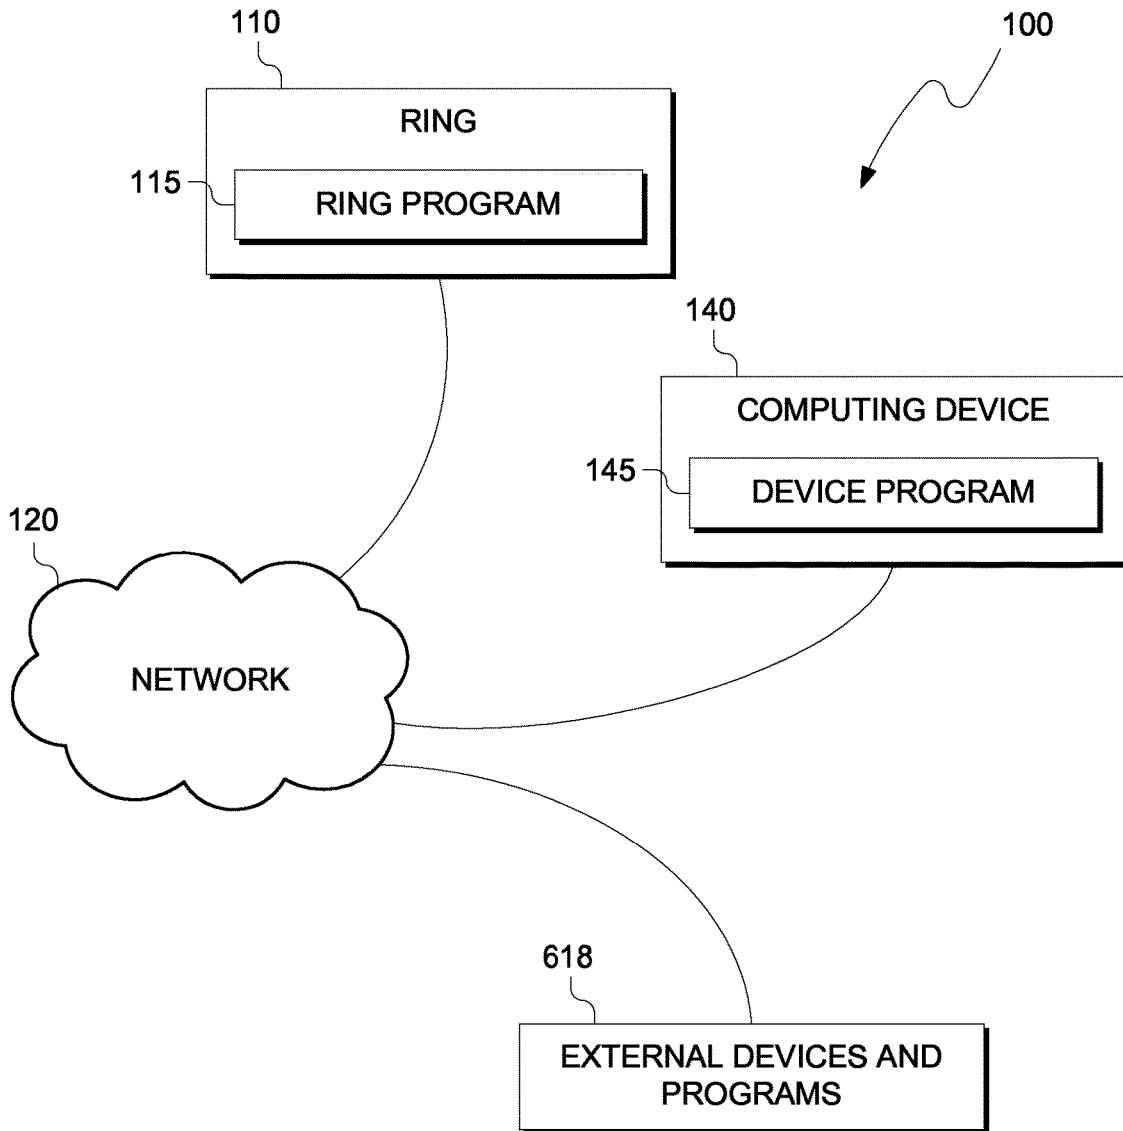 110
100
RING
115
RING PROGRAM
140
COMPUTING DEVICE
145
DEVICE PROGRAM
120
NETWORK
618
EXTERNAL DEVICES AND
PROGRAMS